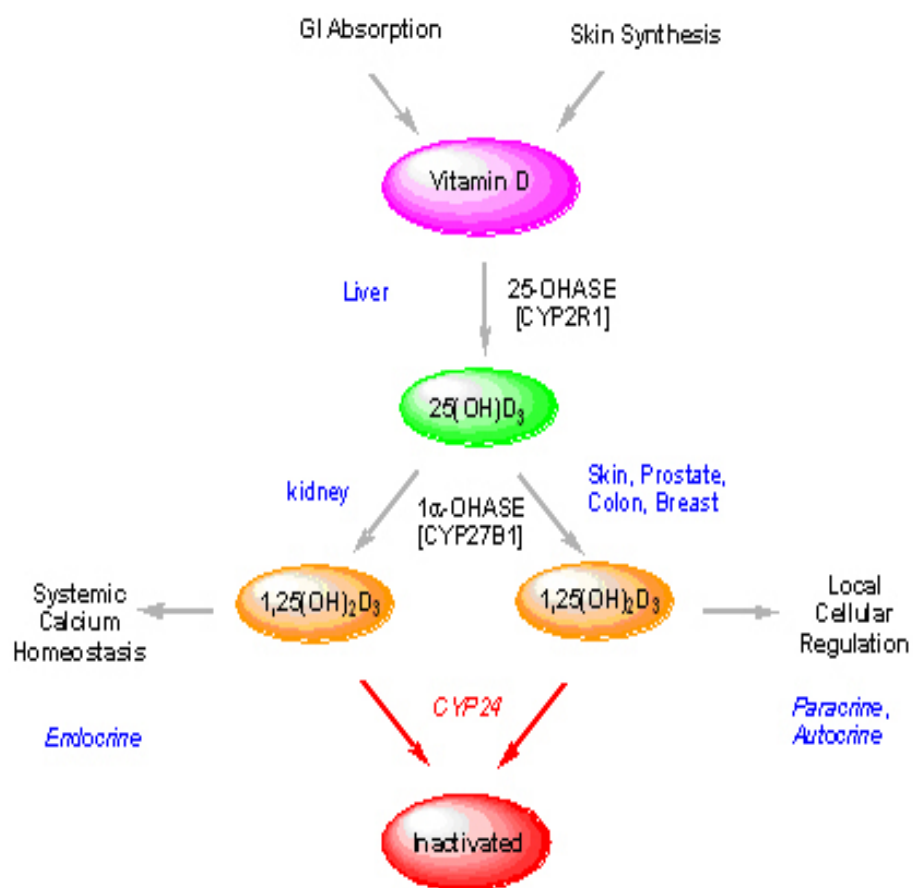 GI Absorption
Skin Synthesis
Vitamin D
Liver
25-OHASE
[CYP2R1]
25(OH)D₃
kidney
1α-OHASE
[CYP27B1]
Skin, Prostate,
Colon, Breast
Systemic
Calcium
Homeostasis
1,25(OH)₂D₃
1,25(OH)₂D₃
Local
Cellular
Regulation
Endocrine
CYP24
Paracrine,
Autocrine
Inactivated